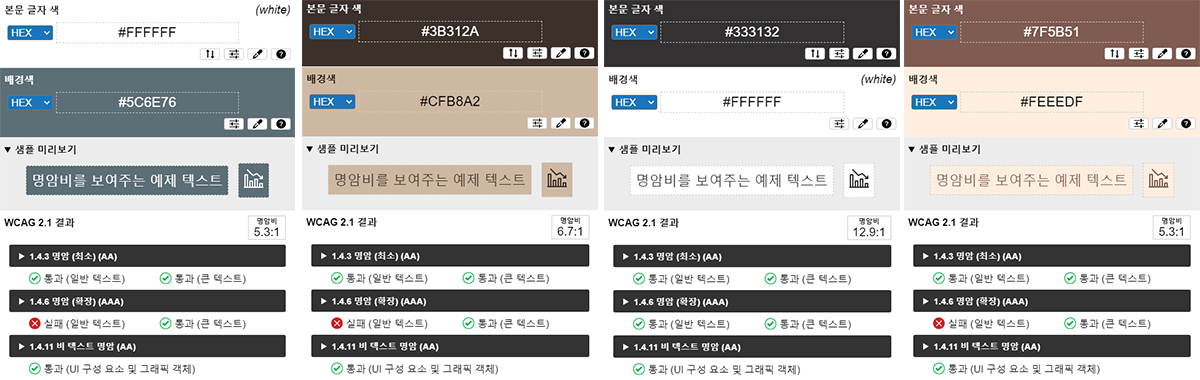 본문 글자 색 (white)
HEX #FFFFFF
배경색
HEX #5C6E76
▼ 샘플 미리보기
명암비를 보여주는 예제 텍스트
WCAG 2.1 결과
명암비
5.3:1
▶ 1.4.3 명암 (최소) (AA)
통과 (일반 텍스트) 통과 (큰 텍스트)
▶ 1.4.6 명암 (확장) (AAA)
실패 (일반 텍스트) 통과 (큰 텍스트)
▶ 1.4.11 비 텍스트 명암 (AA)
통과 (UI 구성 요소 및 그래픽 객체)
본문 글자 색
HEX #3B312A
배경색
HEX #CFB8A2
▼ 샘플 미리보기
명암비를 보여주는 예제 텍스트
WCAG 2.1 결과
명암비
6.7:1
▶ 1.4.3 명암 (최소) (AA)
통과 (일반 텍스트) 통과 (큰 텍스트)
▶ 1.4.6 명암 (확장) (AAA)
실패 (일반 텍스트) 통과 (큰 텍스트)
▶ 1.4.11 비 텍스트 명암 (AA)
통과 (UI 구성 요소 및 그래픽 객체)
본문 글자 색
HEX #333132
배경색 (white)
HEX #FFFFFF
▼ 샘플 미리보기
명암비를 보여주는 예제 텍스트
WCAG 2.1 결과
명암비
12.9:1
▶ 1.4.3 명암 (최소) (AA)
통과 (일반 텍스트) 통과 (큰 텍스트)
▶ 1.4.6 명암 (확장) (AAA)
통과 (일반 텍스트) 통과 (큰 텍스트)
▶ 1.4.11 비 텍스트 명암 (AA)
통과 (UI 구성 요소 및 그래픽 객체)
본문 글자 색
HEX #7F5B51
배경색
HEX #FEEEDF
▼ 샘플 미리보기
명암비를 보여주는 예제 텍스트
WCAG 2.1 결과
명암비
5.3:1
▶ 1.4.3 명암 (최소) (AA)
통과 (일반 텍스트) 통과 (큰 텍스트)
▶ 1.4.6 명암 (확장) (AAA)
실패 (일반 텍스트) 통과 (큰 텍스트)
▶ 1.4.11 비 텍스트 명암 (AA)
통과 (UI 구성 요소 및 그래픽 객체)